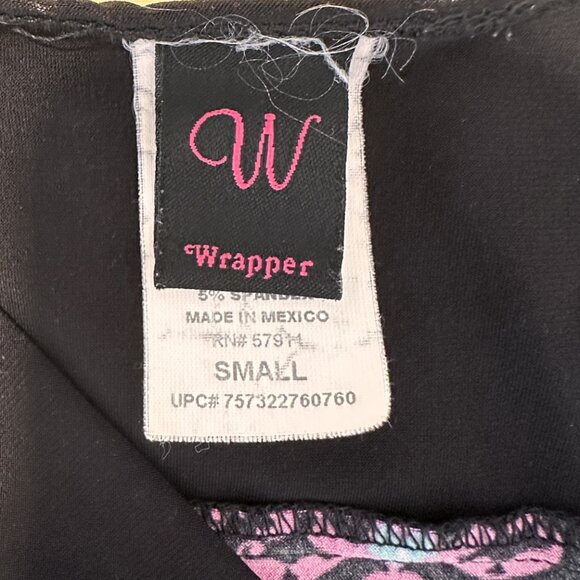 W
Wrapper
5% SPANDEX
MADE IN MEXICO
RN# 57911
SMALL
UPC# 757322760760